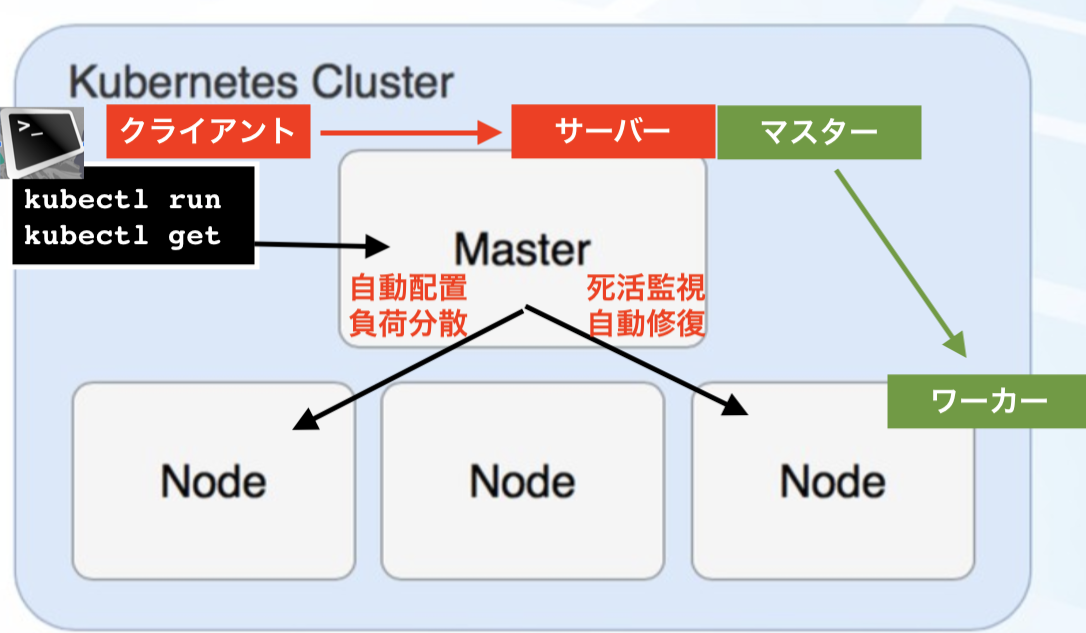 Kubernetes Cluster
クライアント
サーバー
マスター
>_
kubectl run
kubectl get
Master
自動配置
負荷分散
死活監視
自動修復
ワーカー
Node
Node
Node